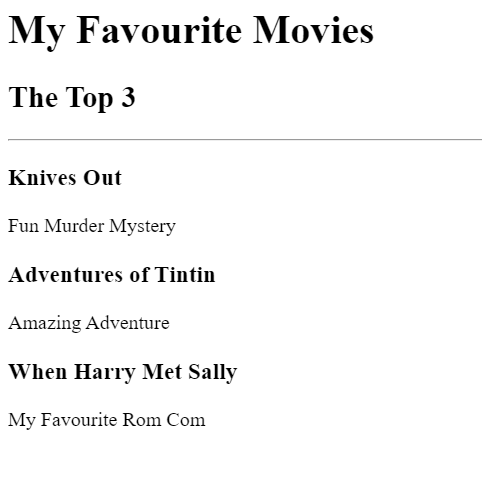 My Favourite Movies
The Top 3
Knives Out
Fun Murder Mystery
Adventures of Tintin
Amazing Adventure
When Harry Met Sally
My Favourite Rom Com